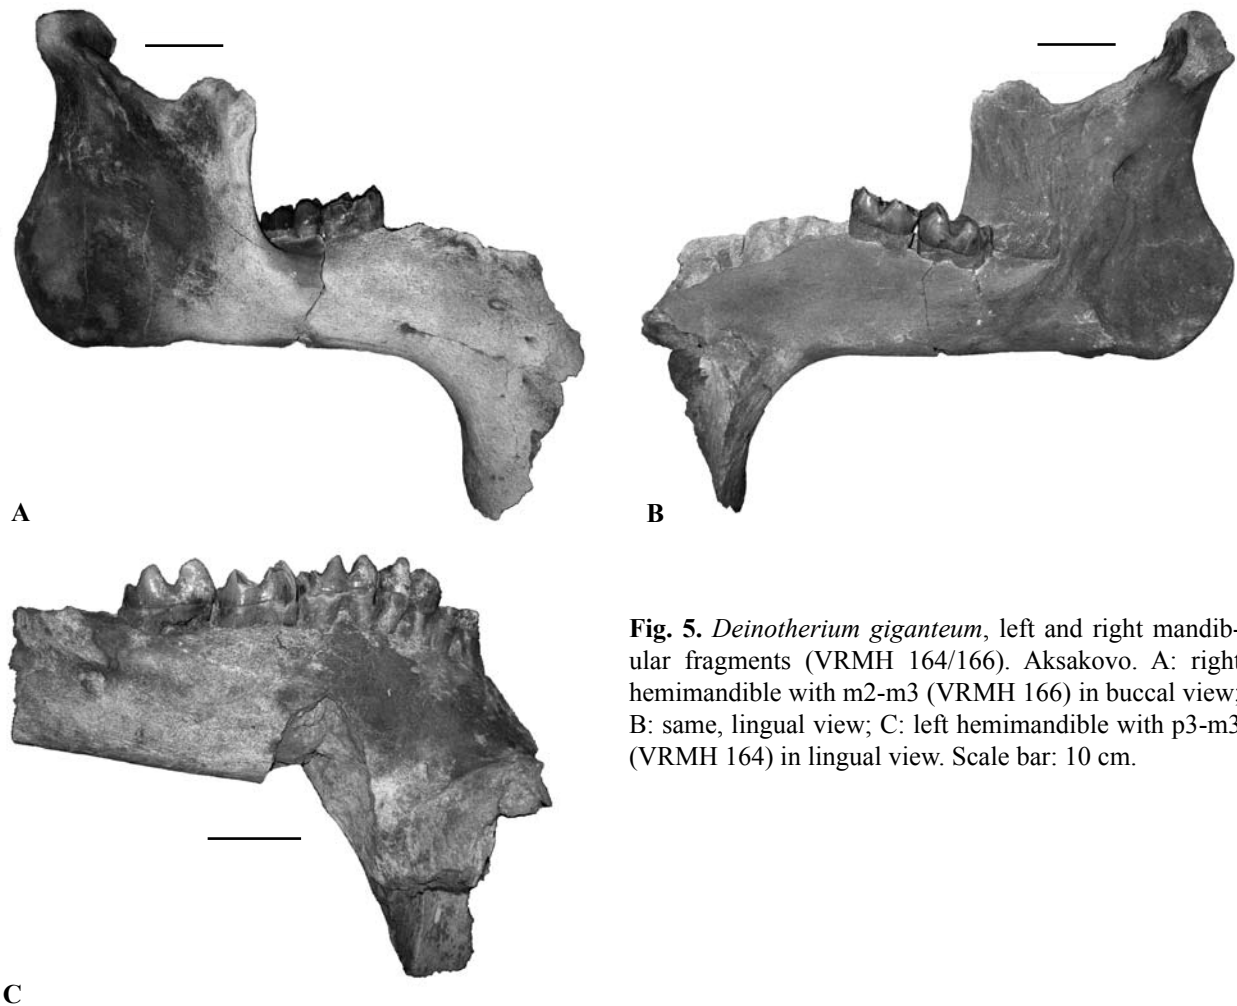 A
B
Fig. 5. Deinotherium giganteum, left and right mandib-
ular fragments (VRMH 164/166). Aksakovo. A: right
hemimandible with m2-m3 (VRMH 166) in buccal view;
B: same, lingual view; C: left hemimandible with p3-m3
(VRMH 164) in lingual view. Scale bar: 10 cm.
C